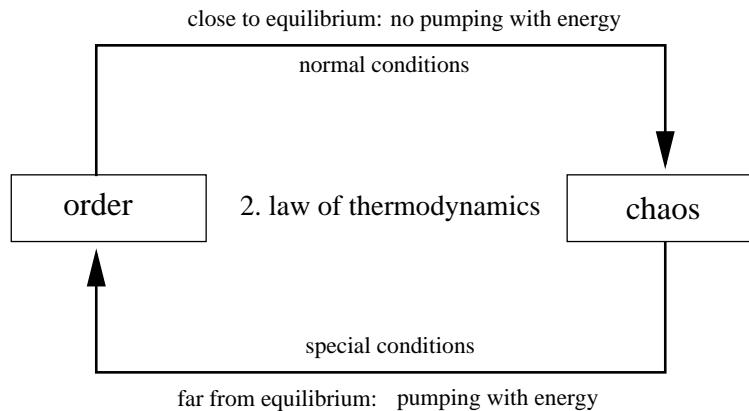 close to equilibrium: no pumping with energy
normal conditions
order
2. law of thermodynamics
chaos
special conditions
far from equilibrium: pumping with energy